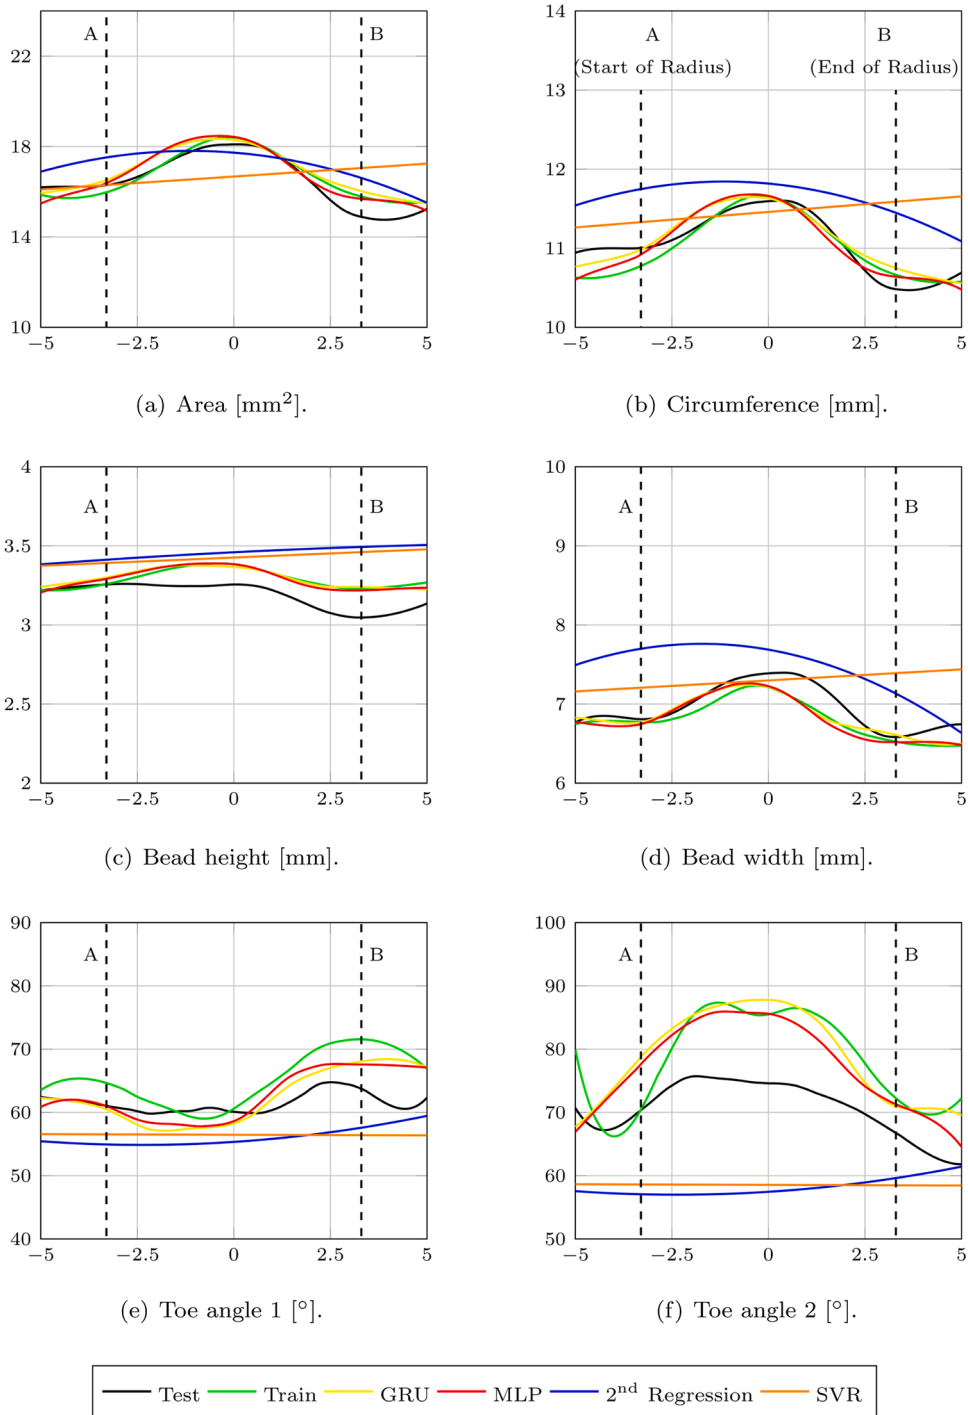 A B
22
18
14
10
−5 −2.5 0 2.5 5
(a) Area [mm²].
14
A B
(Start of Radius) (End of Radius)
13
12
11
10
−5 −2.5 0 2.5 5
(b) Circumference [mm].
4
A B
3.5
3
2.5
2
−5 −2.5 0 2.5 5
(c) Bead height [mm].
10
A B
9
8
7
6
−5 −2.5 0 2.5 5
(d) Bead width [mm].
90
A B
80
70
60
50
40
−5 −2.5 0 2.5 5
(e) Toe angle 1 [°].
100
A B
90
80
70
60
50
−5 −2.5 0 2.5 5
(f) Toe angle 2 [°].
Test Train GRU MLP 2nd Regression SVR